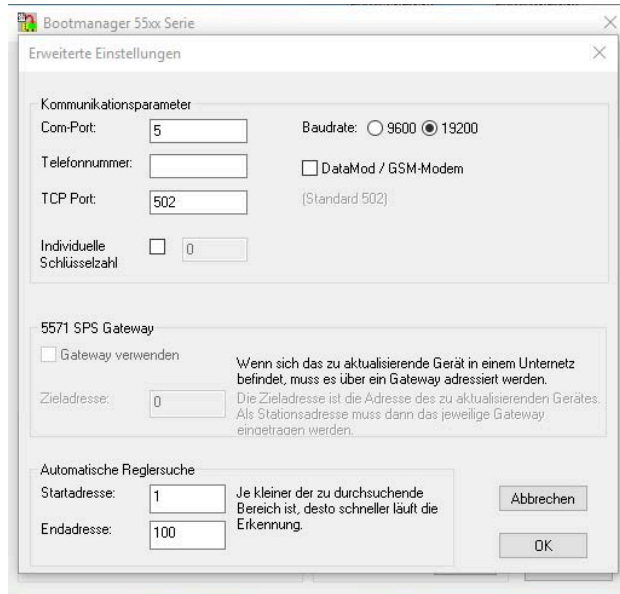 Bootmanager 55xx Serie
Erweiterte Einstellungen
Kommunikationsparameter
Com-Port: 5 Baudrate: 9600 19200
Telefonnummer: DataMod / GSM-Modem
TCP Port: 502 (Standard 502)
Individuelle
Schlüsselzahl 0
5571 SPS Gateway
Gateway verwenden
Wenn sich das zu aktualisierende Gerät in einem Unternetz
befindet, muss es über ein Gateway adressiert werden.
Zieladresse: 0
Die Zieladresse ist die Adresse des zu aktualisierenden Gerätes.
Als Stationsadresse muss dann das jeweilige Gateway
eingetragen werden.
Automatische Reglersuche
Startadresse: 1
Endadresse: 100
Je kleiner der zu durchsuchende
Bereich ist, desto schneller läuft die
Erkennung.
Abbrechen
OK